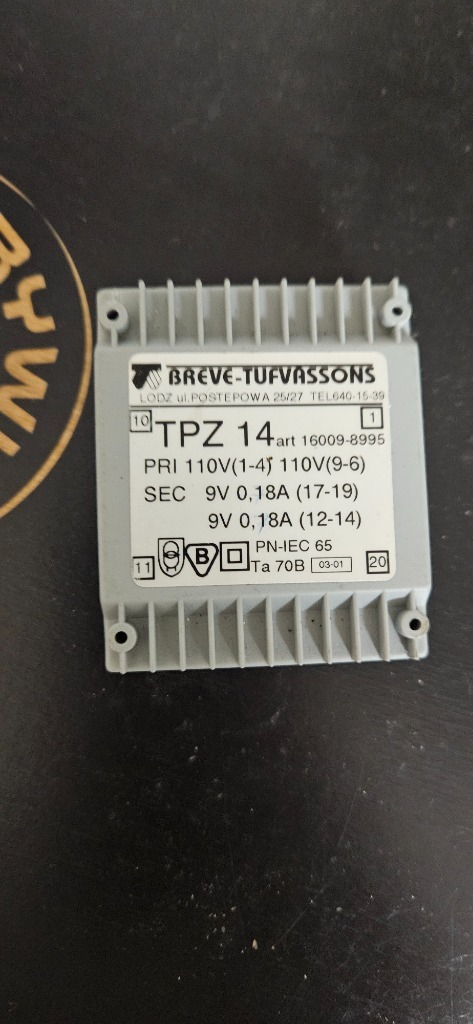 BREVE-TUFVASSONS
LODZ ul.POSTEPOWA 25/27 TEL640-15-39
10 1
TPZ 14 art 16009-8995
PRI 110V(1-4) 110V(9-6)
SEC 9V 0,18A (17-19)
9V 0,18A (12-14)
B PN-IEC 65
11 Ta 70B 03-01 20
BYWI